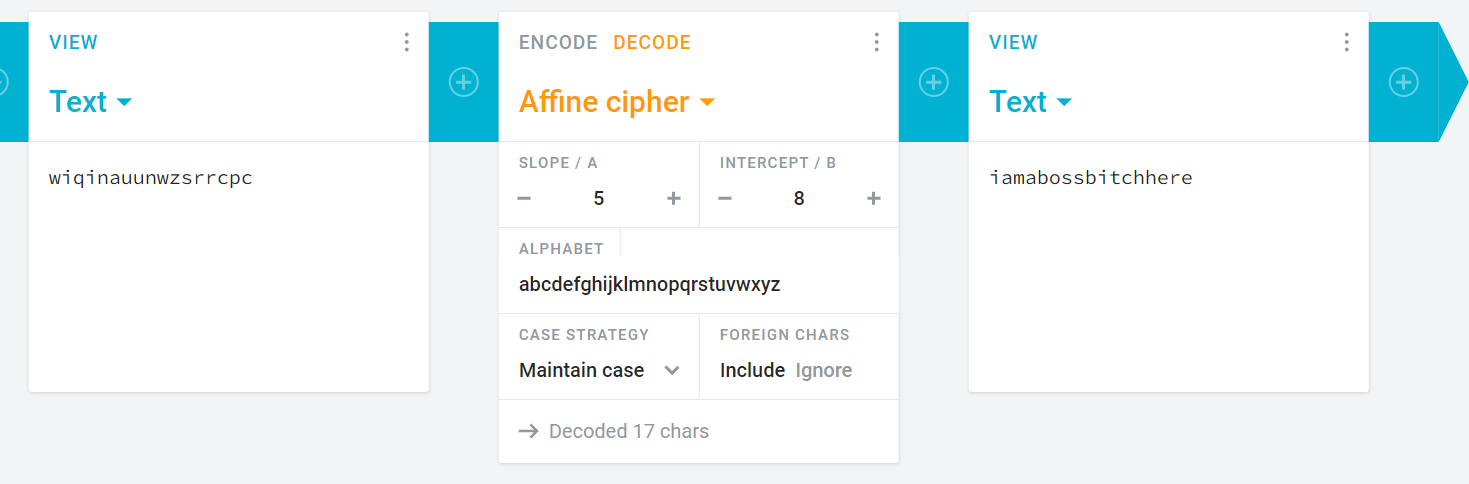 VIEW
Text
wiqinauunwzsrrcpc
ENCODE DECODE
Affine cipher
SLOPE / A
− 5 +
INTERCEPT / B
− 8 +
ALPHABET
abcdefghijklmnopqrstuvwxyz
CASE STRATEGY
Maintain case
FOREIGN CHARS
Include Ignore
→ Decoded 17 chars
VIEW
Text
iamabossbitchhere